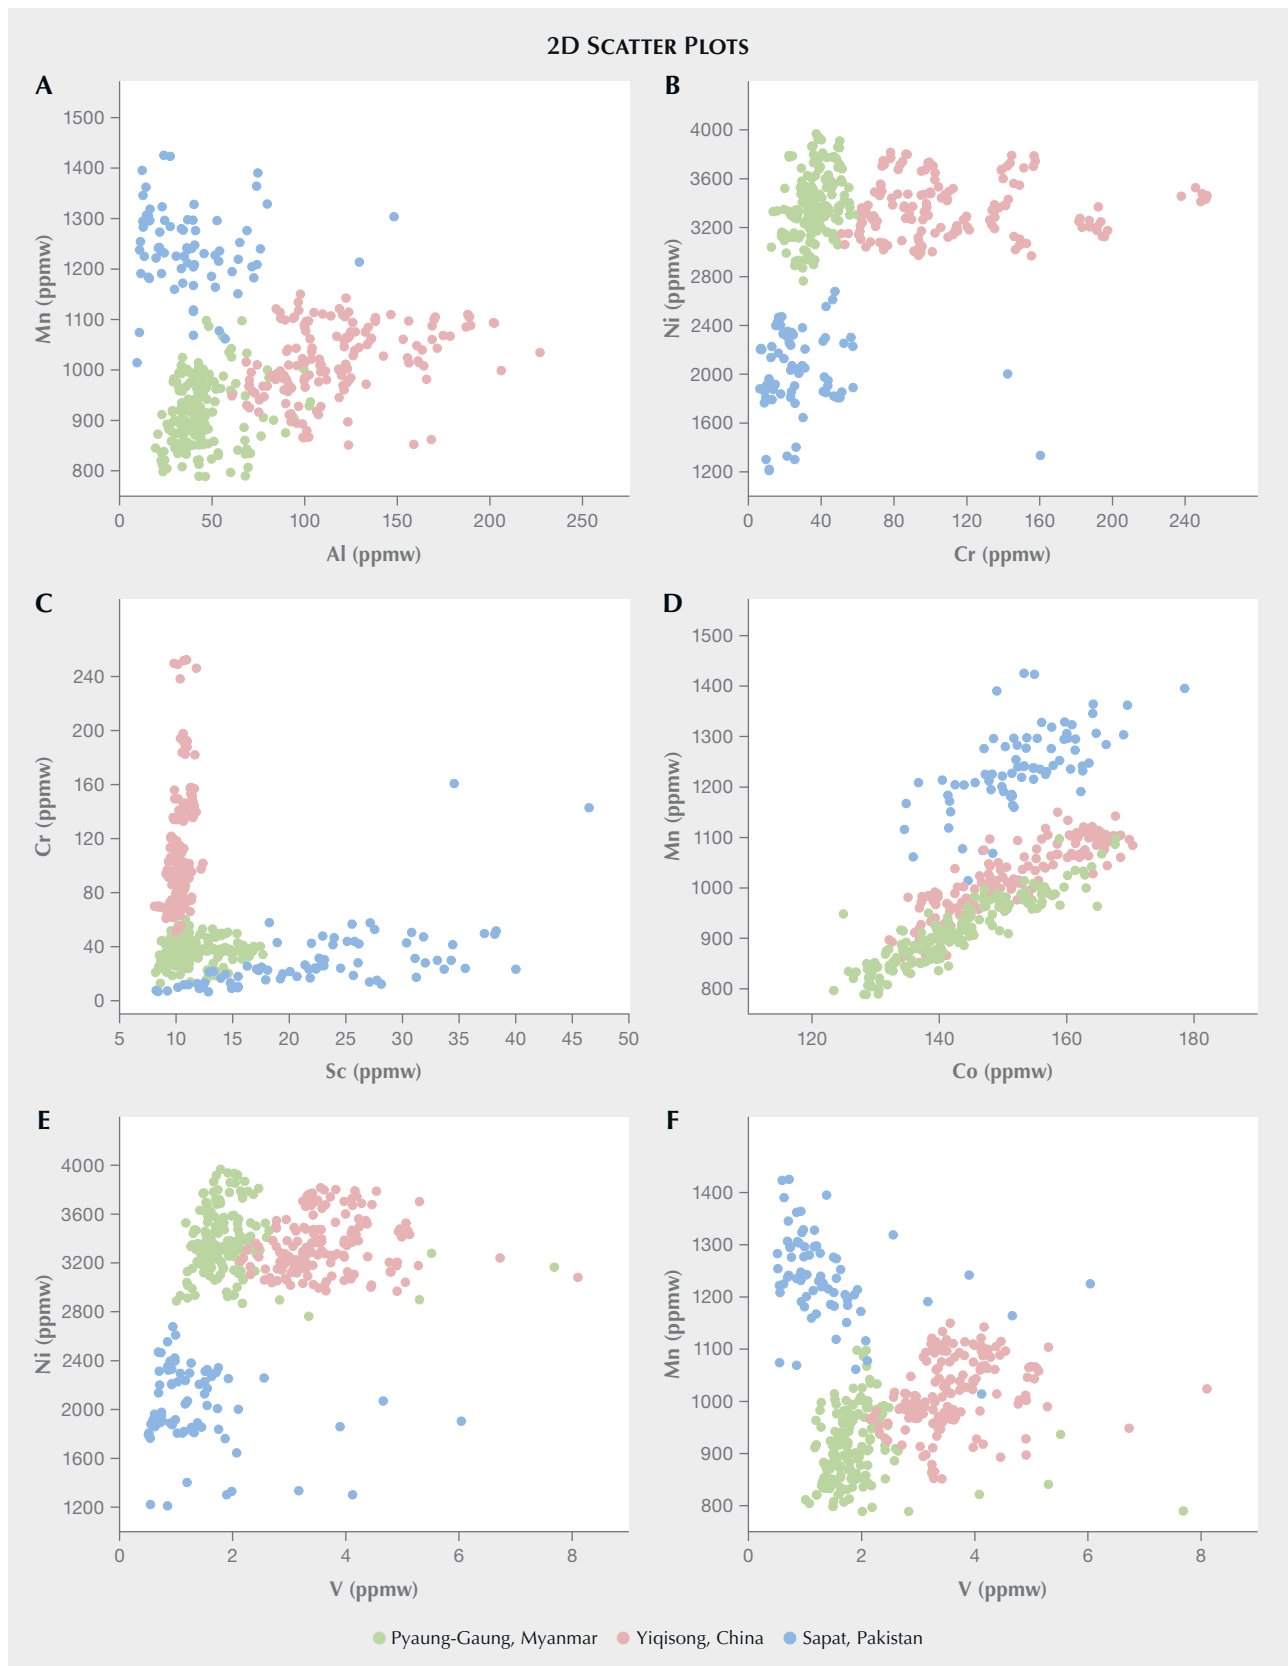 2D SCATTER PLOTS
A
1500
1400
1300
1200
1100
1000
900
800
Mn (ppmw)
0 50 100 150 200 250
Al (ppmw)
B
4000
3600
3200
2800
2400
2000
1600
1200
Ni (ppmw)
0 40 80 120 160 200 240
Cr (ppmw)
C
240
200
160
120
80
40
0
Cr (ppmw)
5 10 15 20 25 30 35 40 45 50
Sc (ppmw)
D
1500
1400
1300
1200
1100
1000
900
800
Mn (ppmw)
120 140 160 180
Co (ppmw)
E
4000
3600
3200
2800
2400
2000
1600
1200
Ni (ppmw)
0 2 4 6 8
V (ppmw)
F
1400
1300
1200
1100
1000
900
800
Mn (ppmw)
0 2 4 6 8
V (ppmw)
Pyaung-Gaung, Myanmar Yiqisong, China Sapat, Pakistan